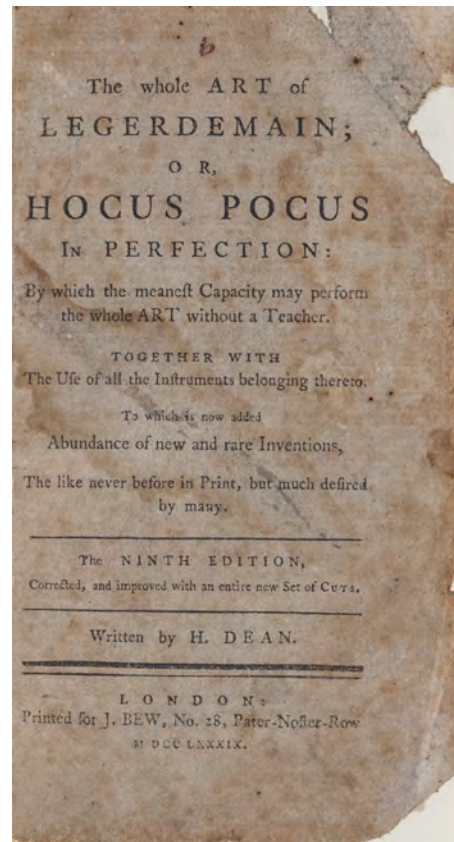 6
The whole ART of
LEGERDEMAIN;
OR,
HOCUS POCUS
IN PERFECTION:
By which the meaneſt Capacity may perform
the whole ART without a Teacher.
TOGETHER WITH
The Uſe of all the Inſtruments belonging thereto.
To which is now added
Abundance of new and rare Inventions,
The like never before in Print, but much deſired
by many.
The NINTH EDITION,
Corrected, and improved with an entire new Set of CUTS.
Written by H. DEAN.
LONDON:
Printed for J. BEW, No. 28, Pater-Noſter-Row
M DCC LXXXIX.